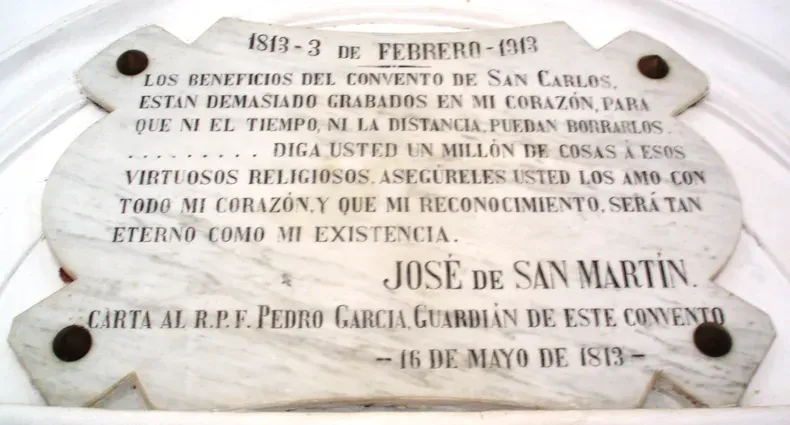 1813 - 3 DE FEBRERO - 1913
LOS BENEFICIOS DEL CONVENTO DE SAN CARLOS,
ESTAN DEMASIADO GRABADOS EN MI CORAZÓN, PARA
QUE NI EL TIEMPO, NI LA DISTANCIA, PUEDAN BORRARLOS.
. . . . . . . . . DIGA USTED UN MILLÓN DE COSAS Á ESOS
VIRTUOSOS RELIGIOSOS. ASEGÚRELES USTED LOS AMO CON
TODO MI CORAZÓN, Y QUE MI RECONOCIMIENTO, SERÁ TAN
ETERNO COMO MI EXISTENCIA.
JOSÉ DE SAN MARTÍN.
CARTA AL R.P.F. PEDRO GARCIA, GUARDIÁN DE ESTE CONVENTO
- 16 DE MAYO DE 1813 -